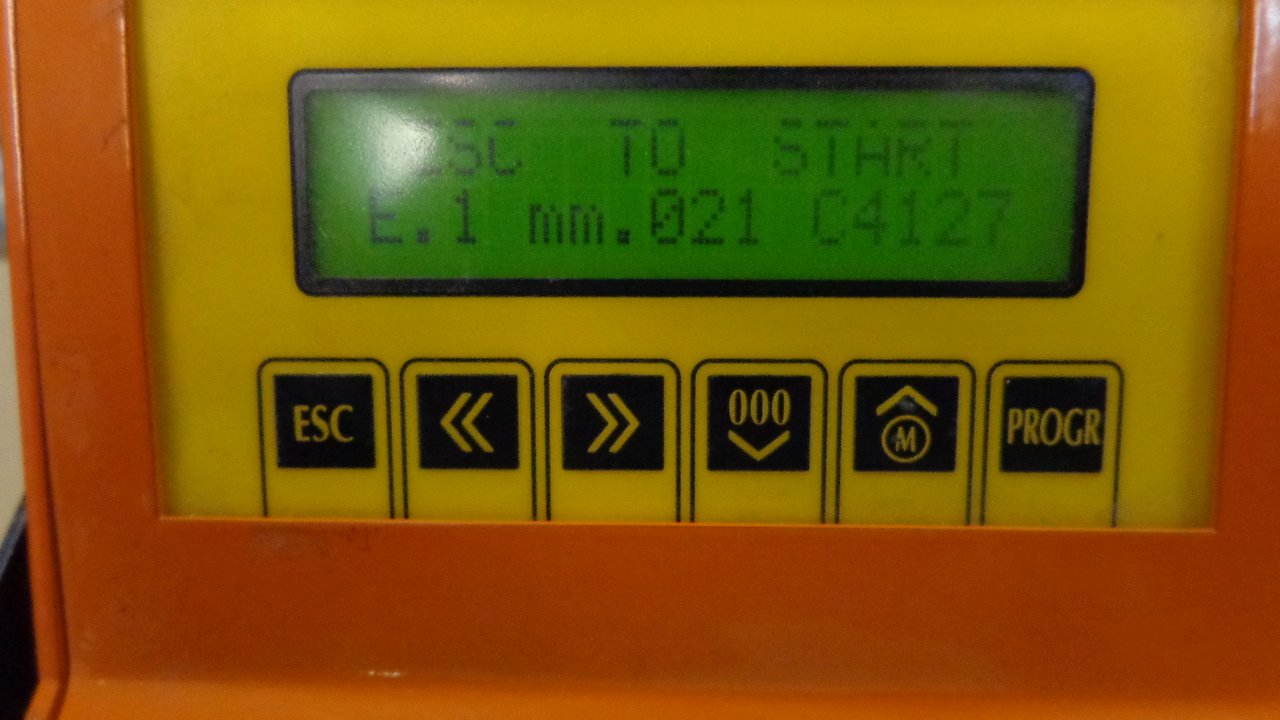 ESC TO START
E.1 mm.021 C4127
ESC
000
M
PROGR